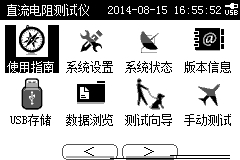 直流电阻测试仪 2014-08-15 16:55:52 USB
使用指南 系统设置 系统状态 版本信息
USB存储 数据浏览 测试向导 手动测试
< >